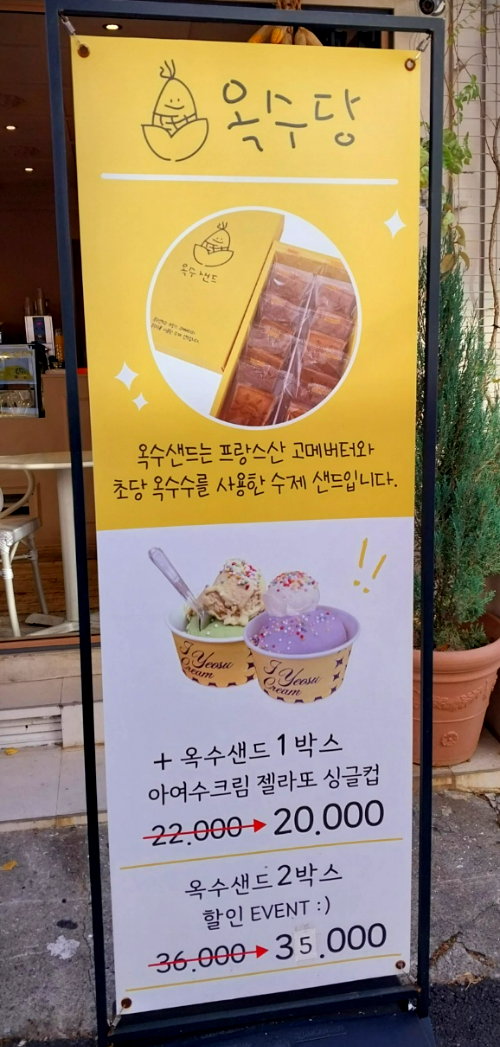 옥수당
옥수샌드
옥수샌드는 프랑스산 고메버터와
초당 옥수수를 사용한 수제 샌드입니다.
I Yeosu
Cream
I Yeosu
Cream
+ 옥수샌드 1박스
아여수크림 젤라또 싱글컵
22.000 → 20.000
옥수샌드 2박스
할인 EVENT :)
36.000 → 35.000